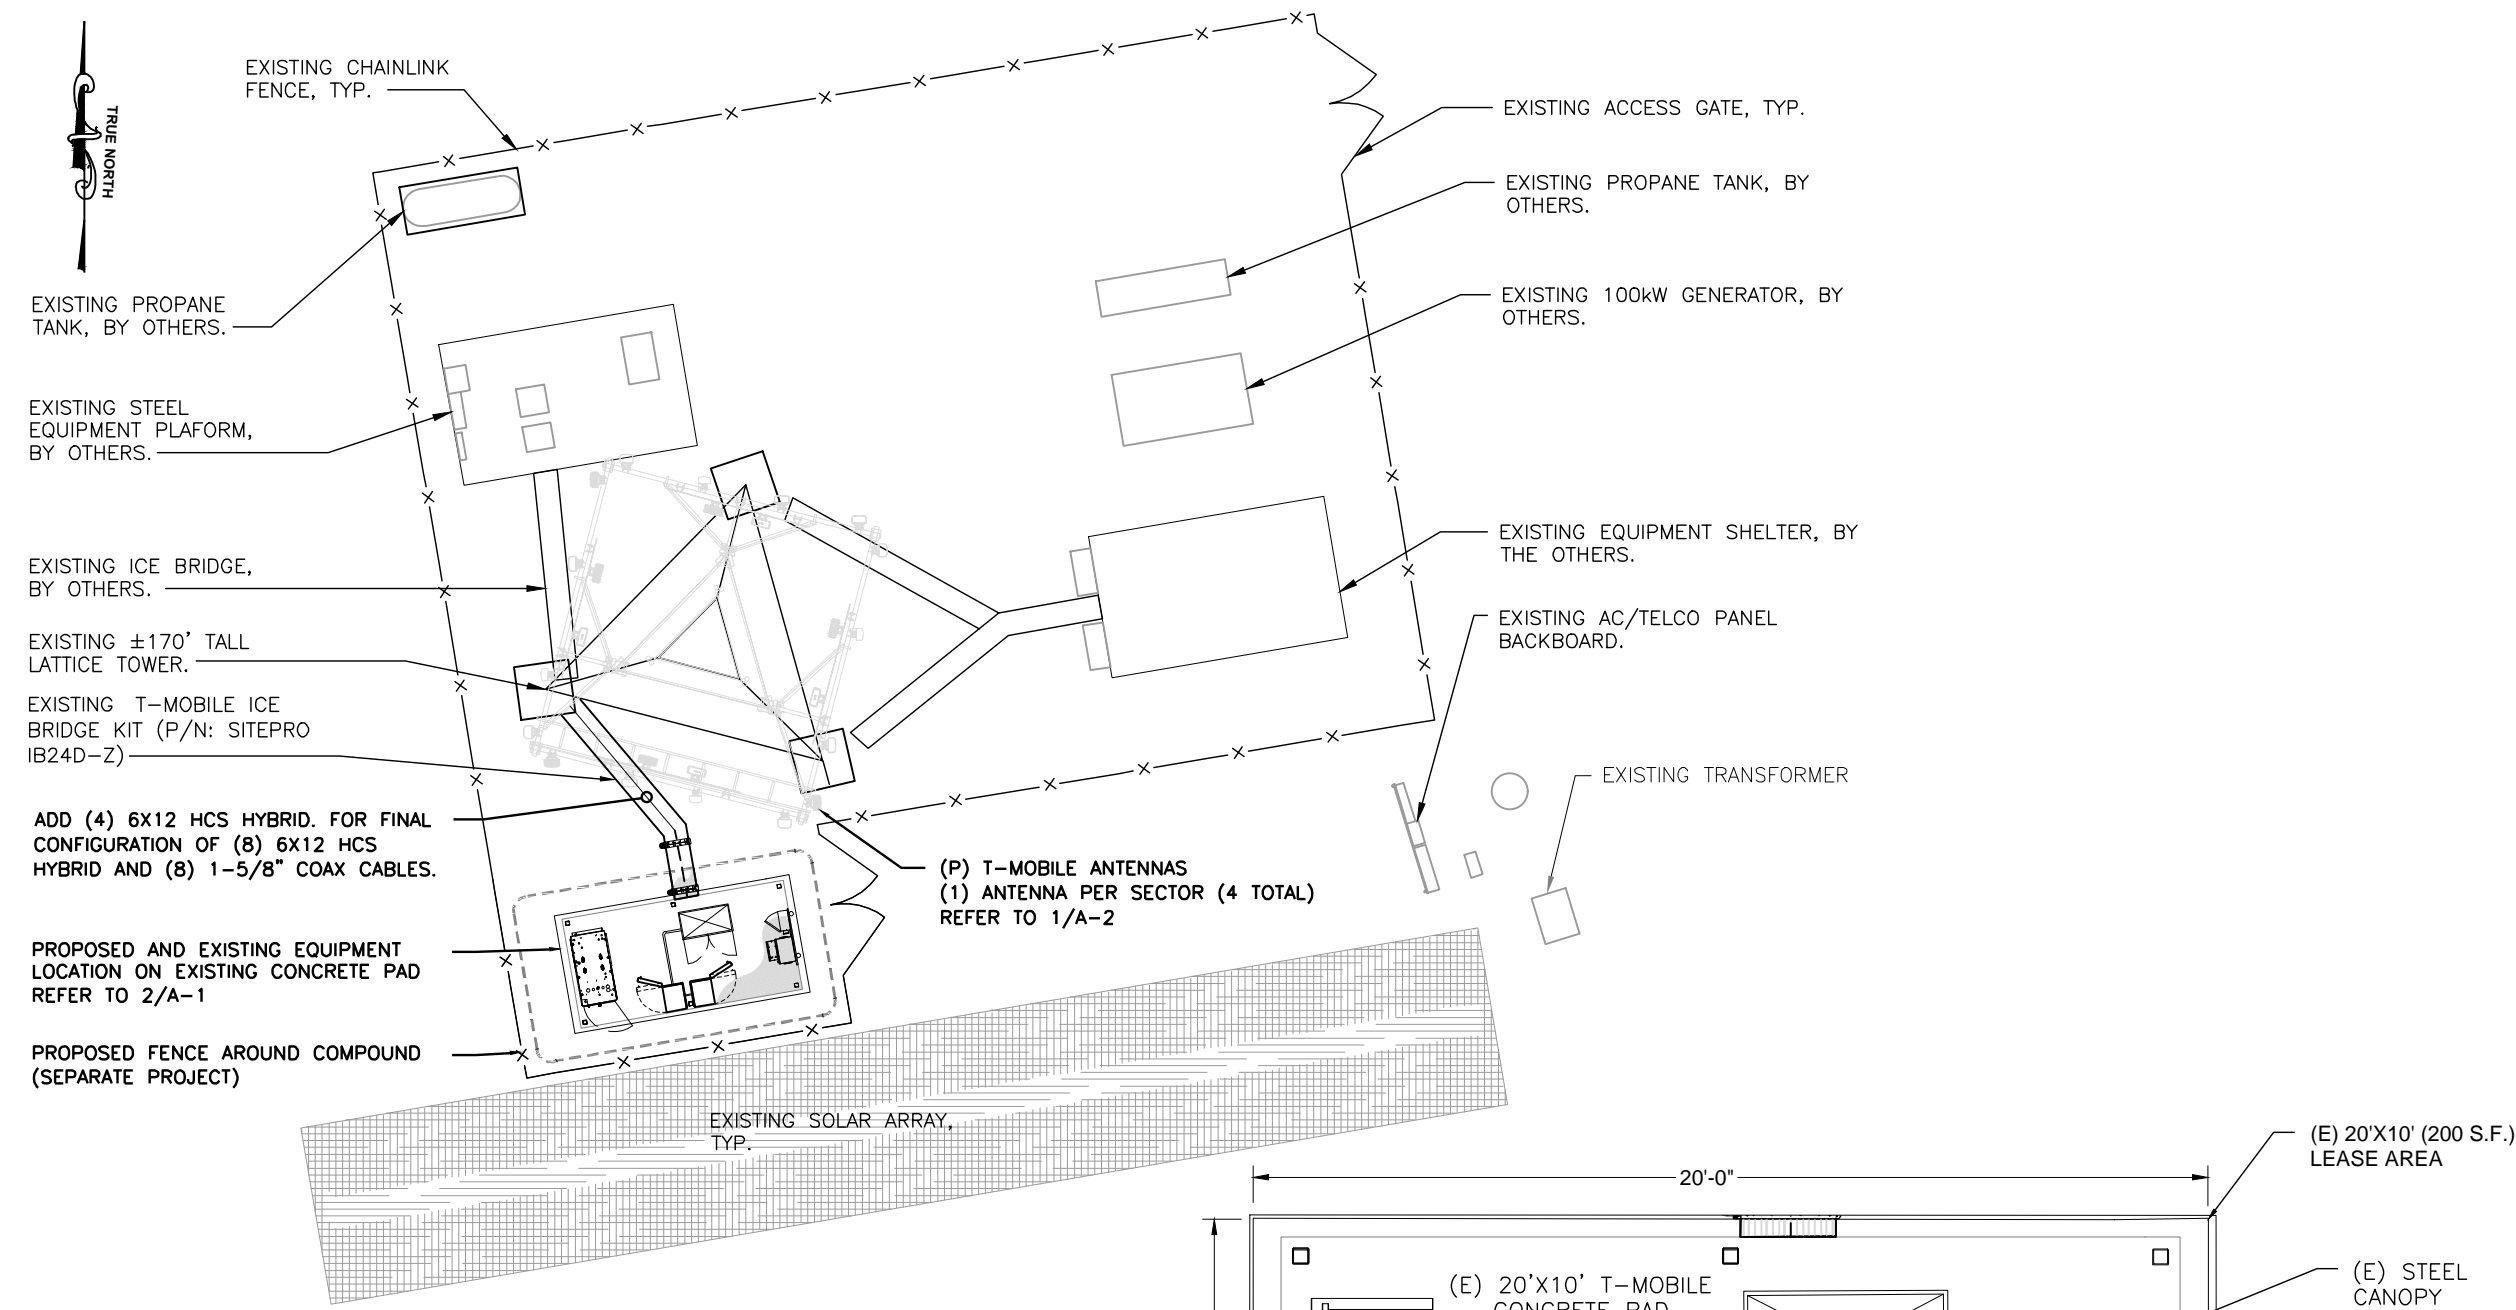 TRUE NORTH
EXISTING CHAINLINK
FENCE, TYP.
EXISTING ACCESS GATE, TYP.
EXISTING PROPANE TANK, BY
OTHERS.
EXISTING 100kW GENERATOR, BY
OTHERS.
EXISTING PROPANE
TANK, BY OTHERS.
EXISTING STEEL
EQUIPMENT PLAFORM,
BY OTHERS.
EXISTING EQUIPMENT SHELTER, BY
THE OTHERS.
EXISTING ICE BRIDGE,
BY OTHERS.
EXISTING AC/TELCO PANEL
BACKBOARD.
EXISTING ±170' TALL
LATTICE TOWER.
EXISTING T-MOBILE ICE
BRIDGE KIT (P/N: SITEPRO
IB24D-Z)
EXISTING TRANSFORMER
ADD (4) 6X12 HCS HYBRID. FOR FINAL
CONFIGURATION OF (8) 6X12 HCS
HYBRID AND (8) 1-5/8" COAX CABLES.
(P) T-MOBILE ANTENNAS
(1) ANTENNA PER SECTOR (4 TOTAL)
REFER TO 1/A-2
PROPOSED AND EXISTING EQUIPMENT
LOCATION ON EXISTING CONCRETE PAD
REFER TO 2/A-1
PROPOSED FENCE AROUND COMPOUND
(SEPARATE PROJECT)
EXISTING SOLAR ARRAY,
TYP.
(E) 20'X10' (200 S.F.)
LEASE AREA
20'-0"
(E) 20'X10' T-MOBILE
CONCRETE PAD
(E) STEEL
CANOPY